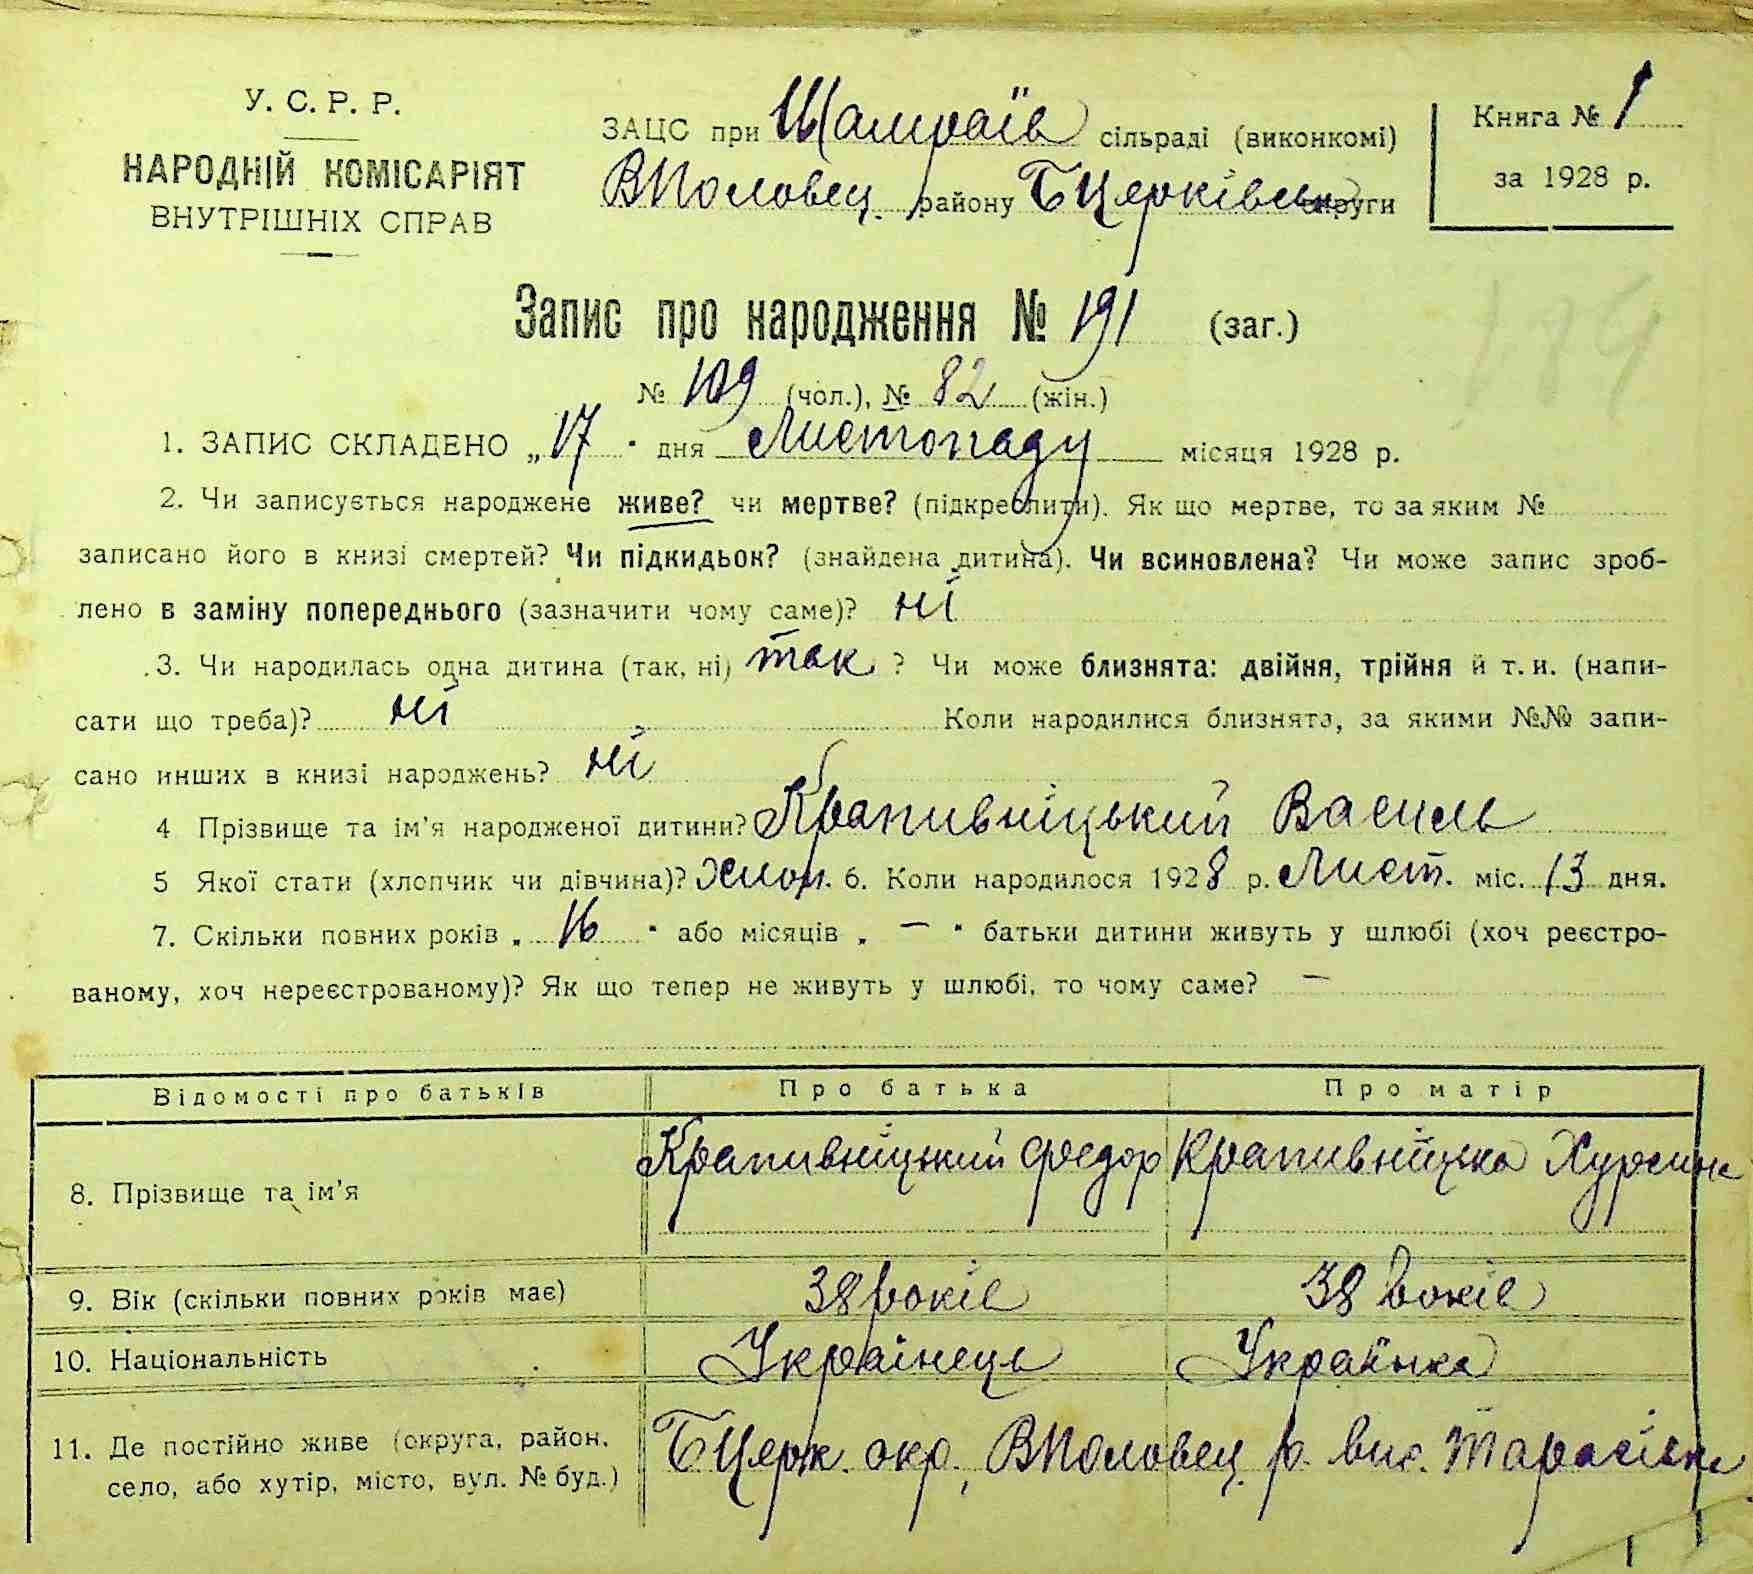 У. С. Р. Р.
НАРОДНІЙ КОМІСАРІЯТ
ВНУТРІШНІХ СПРАВ
ЗАЦС при Шамраїв сільраді (виконкомі)
ВПоловец. району БЦерківськ округи
Книга № 1
за 1928 р.
Запис про народження № 191 (заг.)
№ 109 (чол.), № 82 (жін.)
1. ЗАПИС СКЛАДЕНО „17" дня Листопаду місяця 1928 р.
2. Чи записується народжене живе? чи мертве? (підкреслити). Як що мертве, то за яким №
записано його в книзі смертей? Чи підкидьок? (знайдена дитина). Чи всиновлена? Чи може запис зроб-
лено в заміну попереднього (зазначити чому саме)? ні
3. Чи народилась одна дитина (так, ні) так ? Чи може близнята: двійня, трійня й т. и. (напи-
сати що треба)? ні Коли народилися близнята, за якими №№ запи-
сано инших в книзі народжень? ні
4 Прізвище та ім'я народженої дитини? Крапивніцький Василь
5 Якої стати (хлопчик чи дівчина)? Хлоп. 6. Коли народилося 1928 р. Лист. міс. 13 дня.
7. Скільки повних років „ 16 " або місяців „ — " батьки дитини живуть у шлюбі (хоч реєстро-
ваному, хоч нереєстрованому)? Як що тепер не живуть у шлюбі, то чому саме? —
Відомості про батьків Про батька Про матір
8. Прізвище та ім'я Крапивніцький Федор Крапивніцька
9. Вік (скільки повних років має) 38 років 38 років
10. Національність Українець Українка
11. Де постійно живе (округа, район, село, або хутір, місто, вул. № буд.) БЦерк. окр., ВПоловец. р. вис. Тарасівка